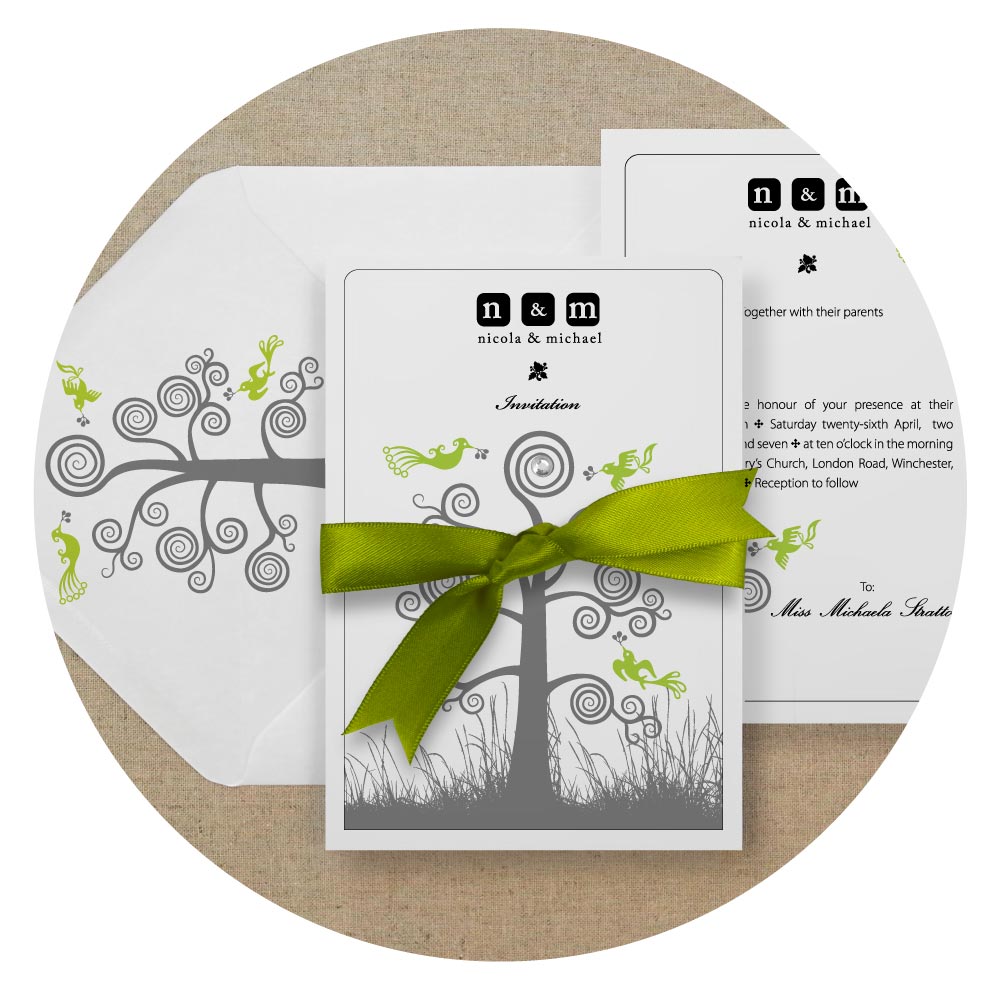 n & m
nicola & michael
Invitation
n & m
nicola & michael
ogether with their parents
honour of your presence at their
Saturday twenty-sixth April, two
nd seven ✤ at ten o'clock in the morning
ry's Church, London Road, Winchester,
✤ Reception to follow
To:
Miss Michaela Stratto